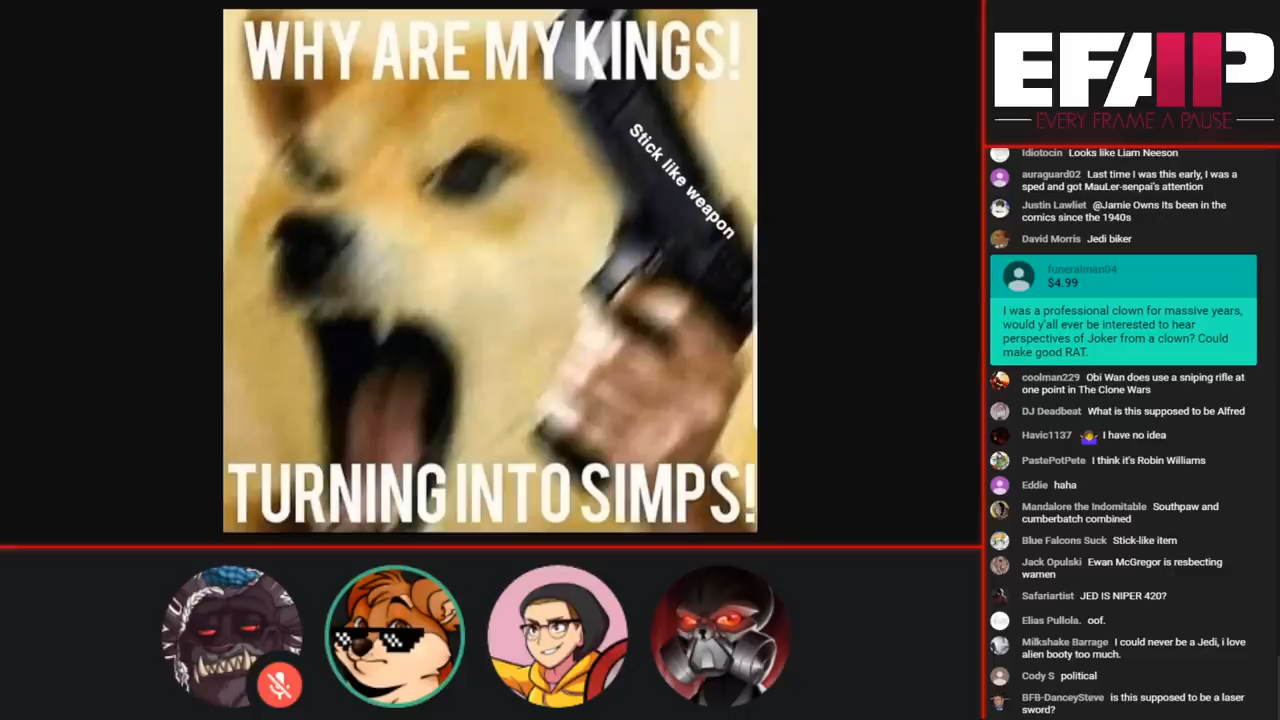 WHY ARE MY KINGS!
Stick like weapon
TURNING INTO SIMPS!
EFAP
EVERY FRAME A PAUSE
Idiotocin Looks like Liam Neeson
auraguard02 Last time I was this early, I was a
sped and got MauLer-senpai's attention
Justin Lawliet @Jamie Owns Its been in the
comics since the 1940s
David Morris Jedi biker
funeralman04
$4.99
I was a professional clown for massive years,
would y'all ever be interested to hear
perspectives of Joker from a clown? Could
make good RAT.
coolman229 Obi Wan does use a sniping rifle at
one point in The Clone Wars
DJ Deadbeat What is this supposed to be Alfred
Havic1137 🤷 I have no idea
PastePotPete I think it's Robin Williams
Eddie haha
Mandalore the Indomitable Southpaw and
cumberbatch combined
Blue Falcons Suck Stick-like item
Jack Opulski Ewan McGregor is resbecting
wamen
Safariartist JED IS NIPER 420?
Elias Pullola. oof.
Milkshake Barrage I could never be a Jedi, i love
alien booty too much.
Cody S political
BFB-DanceySteve is this supposed to be a laser
sword?